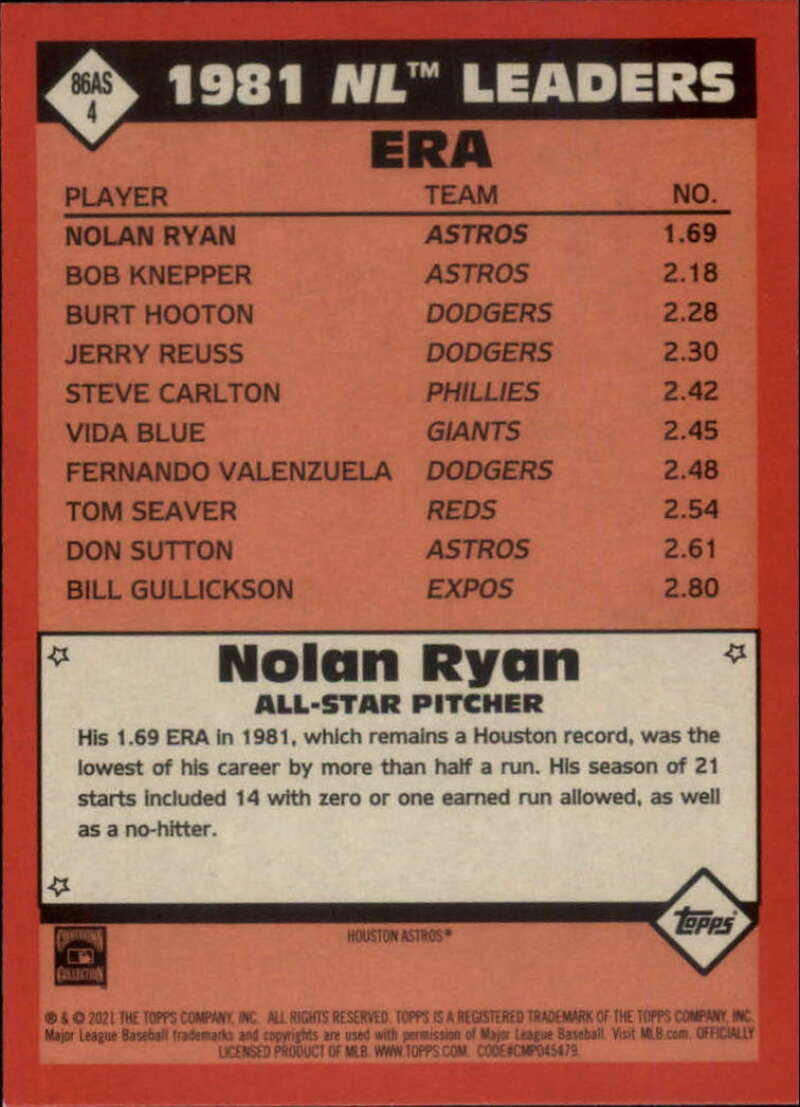 86AS
4
1981 NL™ LEADERS
ERA
PLAYER TEAM NO.
NOLAN RYAN ASTROS 1.69
BOB KNEPPER ASTROS 2.18
BURT HOOTON DODGERS 2.28
JERRY REUSS DODGERS 2.30
STEVE CARLTON PHILLIES 2.42
VIDA BLUE GIANTS 2.45
FERNANDO VALENZUELA DODGERS 2.48
TOM SEAVER REDS 2.54
DON SUTTON ASTROS 2.61
BILL GULLICKSON EXPOS 2.80
Nolan Ryan
ALL-STAR PITCHER
His 1.69 ERA in 1981, which remains a Houston record, was the
lowest of his career by more than half a run. His season of 21
starts included 14 with zero or one earned run allowed, as well
as a no-hitter.
topps
HOUSTON ASTROS®
COLLECTION
® & © 2021 THE TOPPS COMPANY, INC. ALL RIGHTS RESERVED. TOPPS IS A REGISTERED TRADEMARK OF THE TOPPS COMPANY, INC.
Major League Baseball trademarks and copyrights are used with permission of Major League Baseball. Visit MLB.com. OFFICIALLY
LICENSED PRODUCT OF MLB. WWW.TOPPS.COM. CODE#CMP045479.